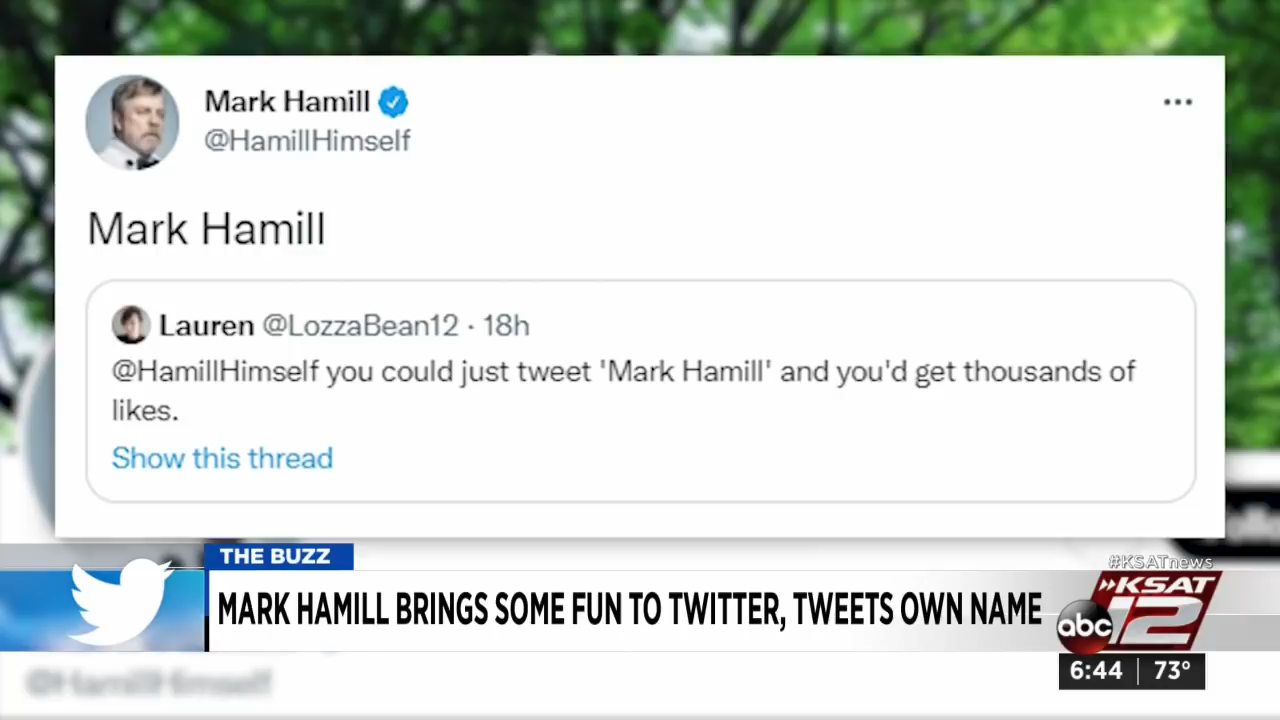 Mark Hamill
@HamillHimself
Mark Hamill
Lauren @LozzaBean12 · 18h
@HamillHimself you could just tweet 'Mark Hamill' and you'd get thousands of
likes.
Show this thread
THE BUZZ
MARK HAMILL BRINGS SOME FUN TO TWITTER, TWEETS OWN NAME
#KSATnews
KSAT
abc 12
6:44 73°
@HamillHimself